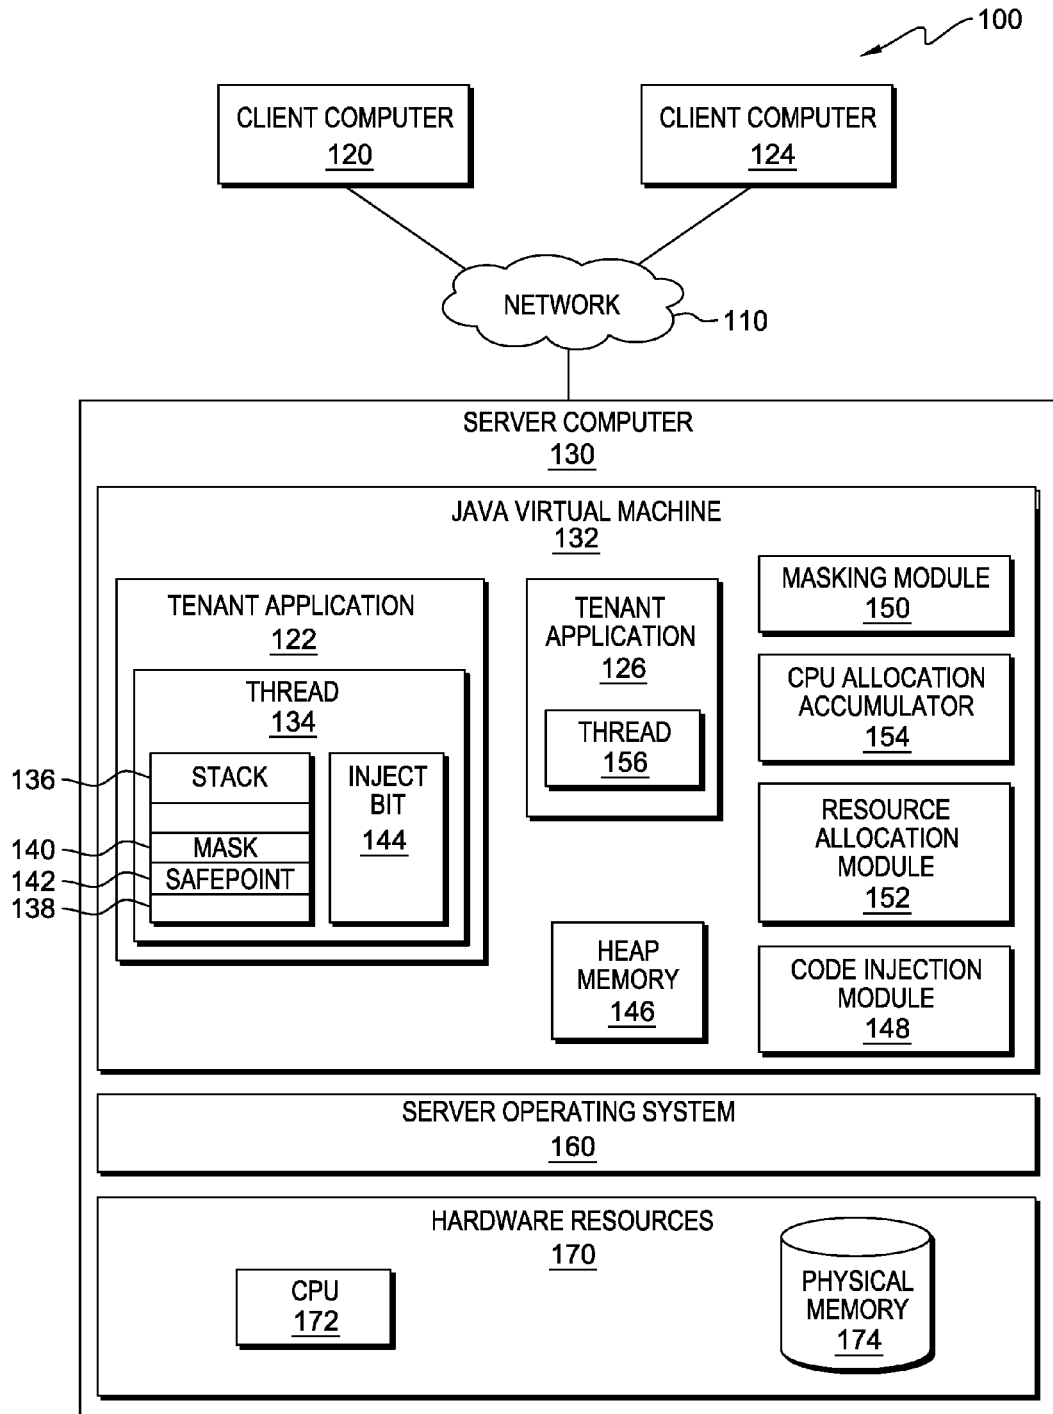 100
CLIENT COMPUTER
120
CLIENT COMPUTER
124
NETWORK
110
SERVER COMPUTER
130
JAVA VIRTUAL MACHINE
132
TENANT APPLICATION
122
THREAD
134
136
STACK
140
MASK
142
SAFEPOINT
138
INJECT
BIT
144
TENANT
APPLICATION
126
THREAD
156
HEAP
MEMORY
146
MASKING MODULE
150
CPU ALLOCATION
ACCUMULATOR
154
RESOURCE
ALLOCATION
MODULE
152
CODE INJECTION
MODULE
148
SERVER OPERATING SYSTEM
160
HARDWARE RESOURCES
170
CPU
172
PHYSICAL
MEMORY
174